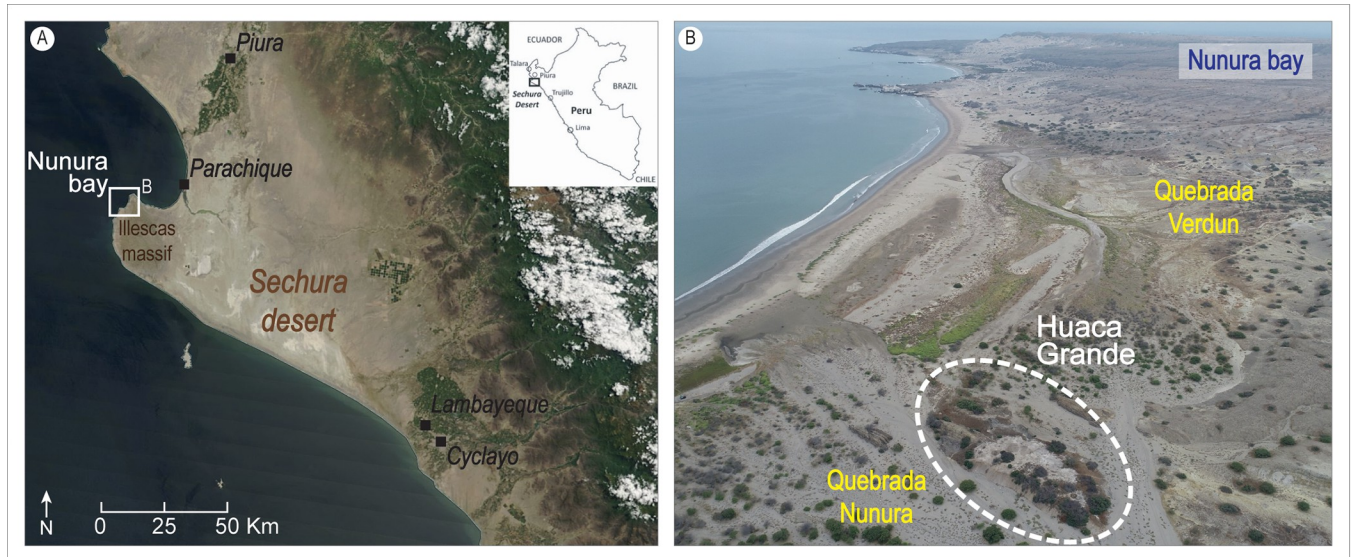 A
Piura
Nunura
bay
B
Parachique
Illescas
massif
Sechura
desert
Lambayeque
Cyclayo
N
0 25 50 Km
ECUADOR
Talara
Piura
Sechura
Desert
BRAZIL
Trujillo
Peru
Lima
CHILE
B
Nunura bay
Quebrada
Verdun
Huaca
Grande
Quebrada
Nunura